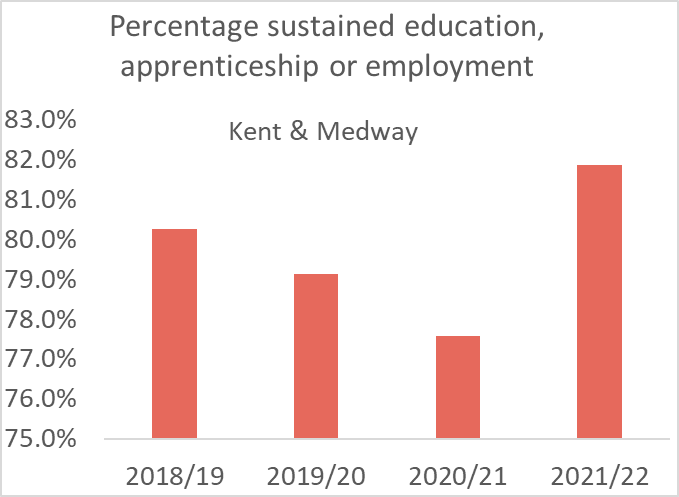 Percentage sustained education,
apprenticeship or employment
Kent & Medway
83.0%
82.0%
81.0%
80.0%
79.0%
78.0%
77.0%
76.0%
75.0%
2018/19 2019/20 2020/21 2021/22